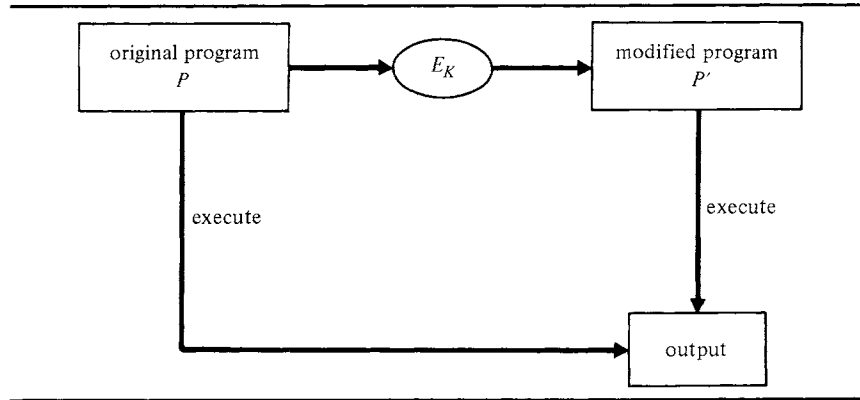 original program
P
E_K
modified program
P′
execute
execute
output